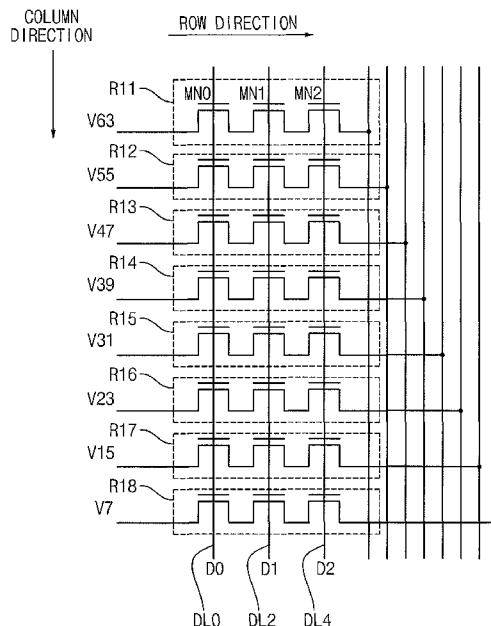 COLUMN
DIRECTION
ROW DIRECTION
R11
MN0 MN1 MN2
V63
R12
V55
R13
V47
R14
V39
R15
V31
R16
V23
R17
V15
R18
V7
D0 D1 D2
DL0 DL2 DL4